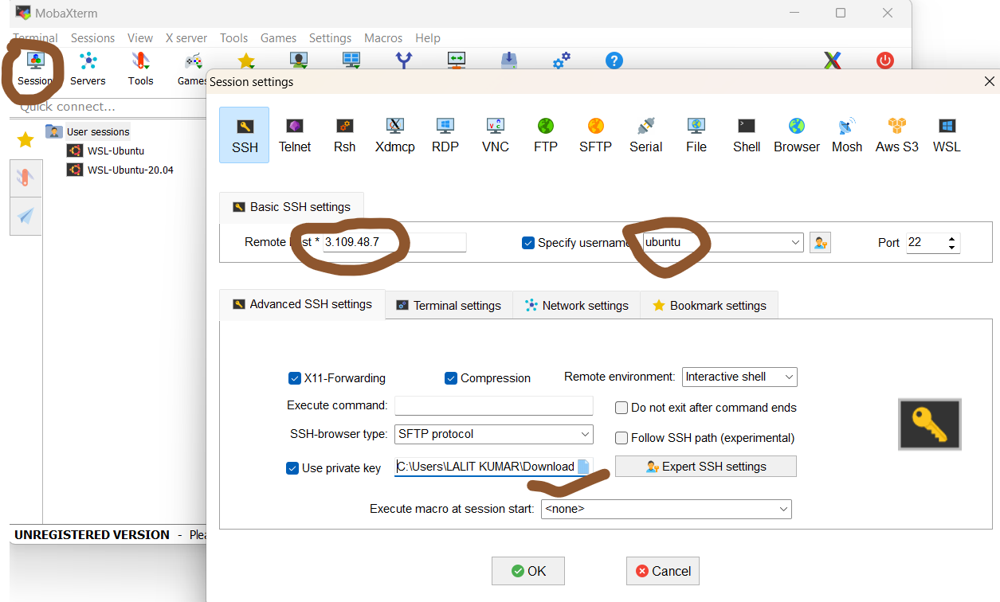 MobaXterm
Terminal Sessions View X server Tools Games Settings Macros Help
Session Servers Tools Games
Session settings
Quick connect...
User sessions
WSL-Ubuntu
WSL-Ubuntu-20.04
SSH Telnet Rsh Xdmcp RDP VNC FTP SFTP Serial File Shell Browser Mosh Aws S3 WSL
Basic SSH settings
Remote * 3.109.48.7 Specify username ubuntu Port 22
Advanced SSH settings Terminal settings Network settings Bookmark settings
X11-Forwarding Compression Remote environment: Interactive shell
Execute command: Do not exit after command ends
SSH-browser type: SFTP protocol Follow SSH path (experimental)
Use private key C:\Users\LALIT KUMAR\Download Expert SSH settings
Execute macro at session start: <none>
UNREGISTERED VERSION - Plea
OK Cancel